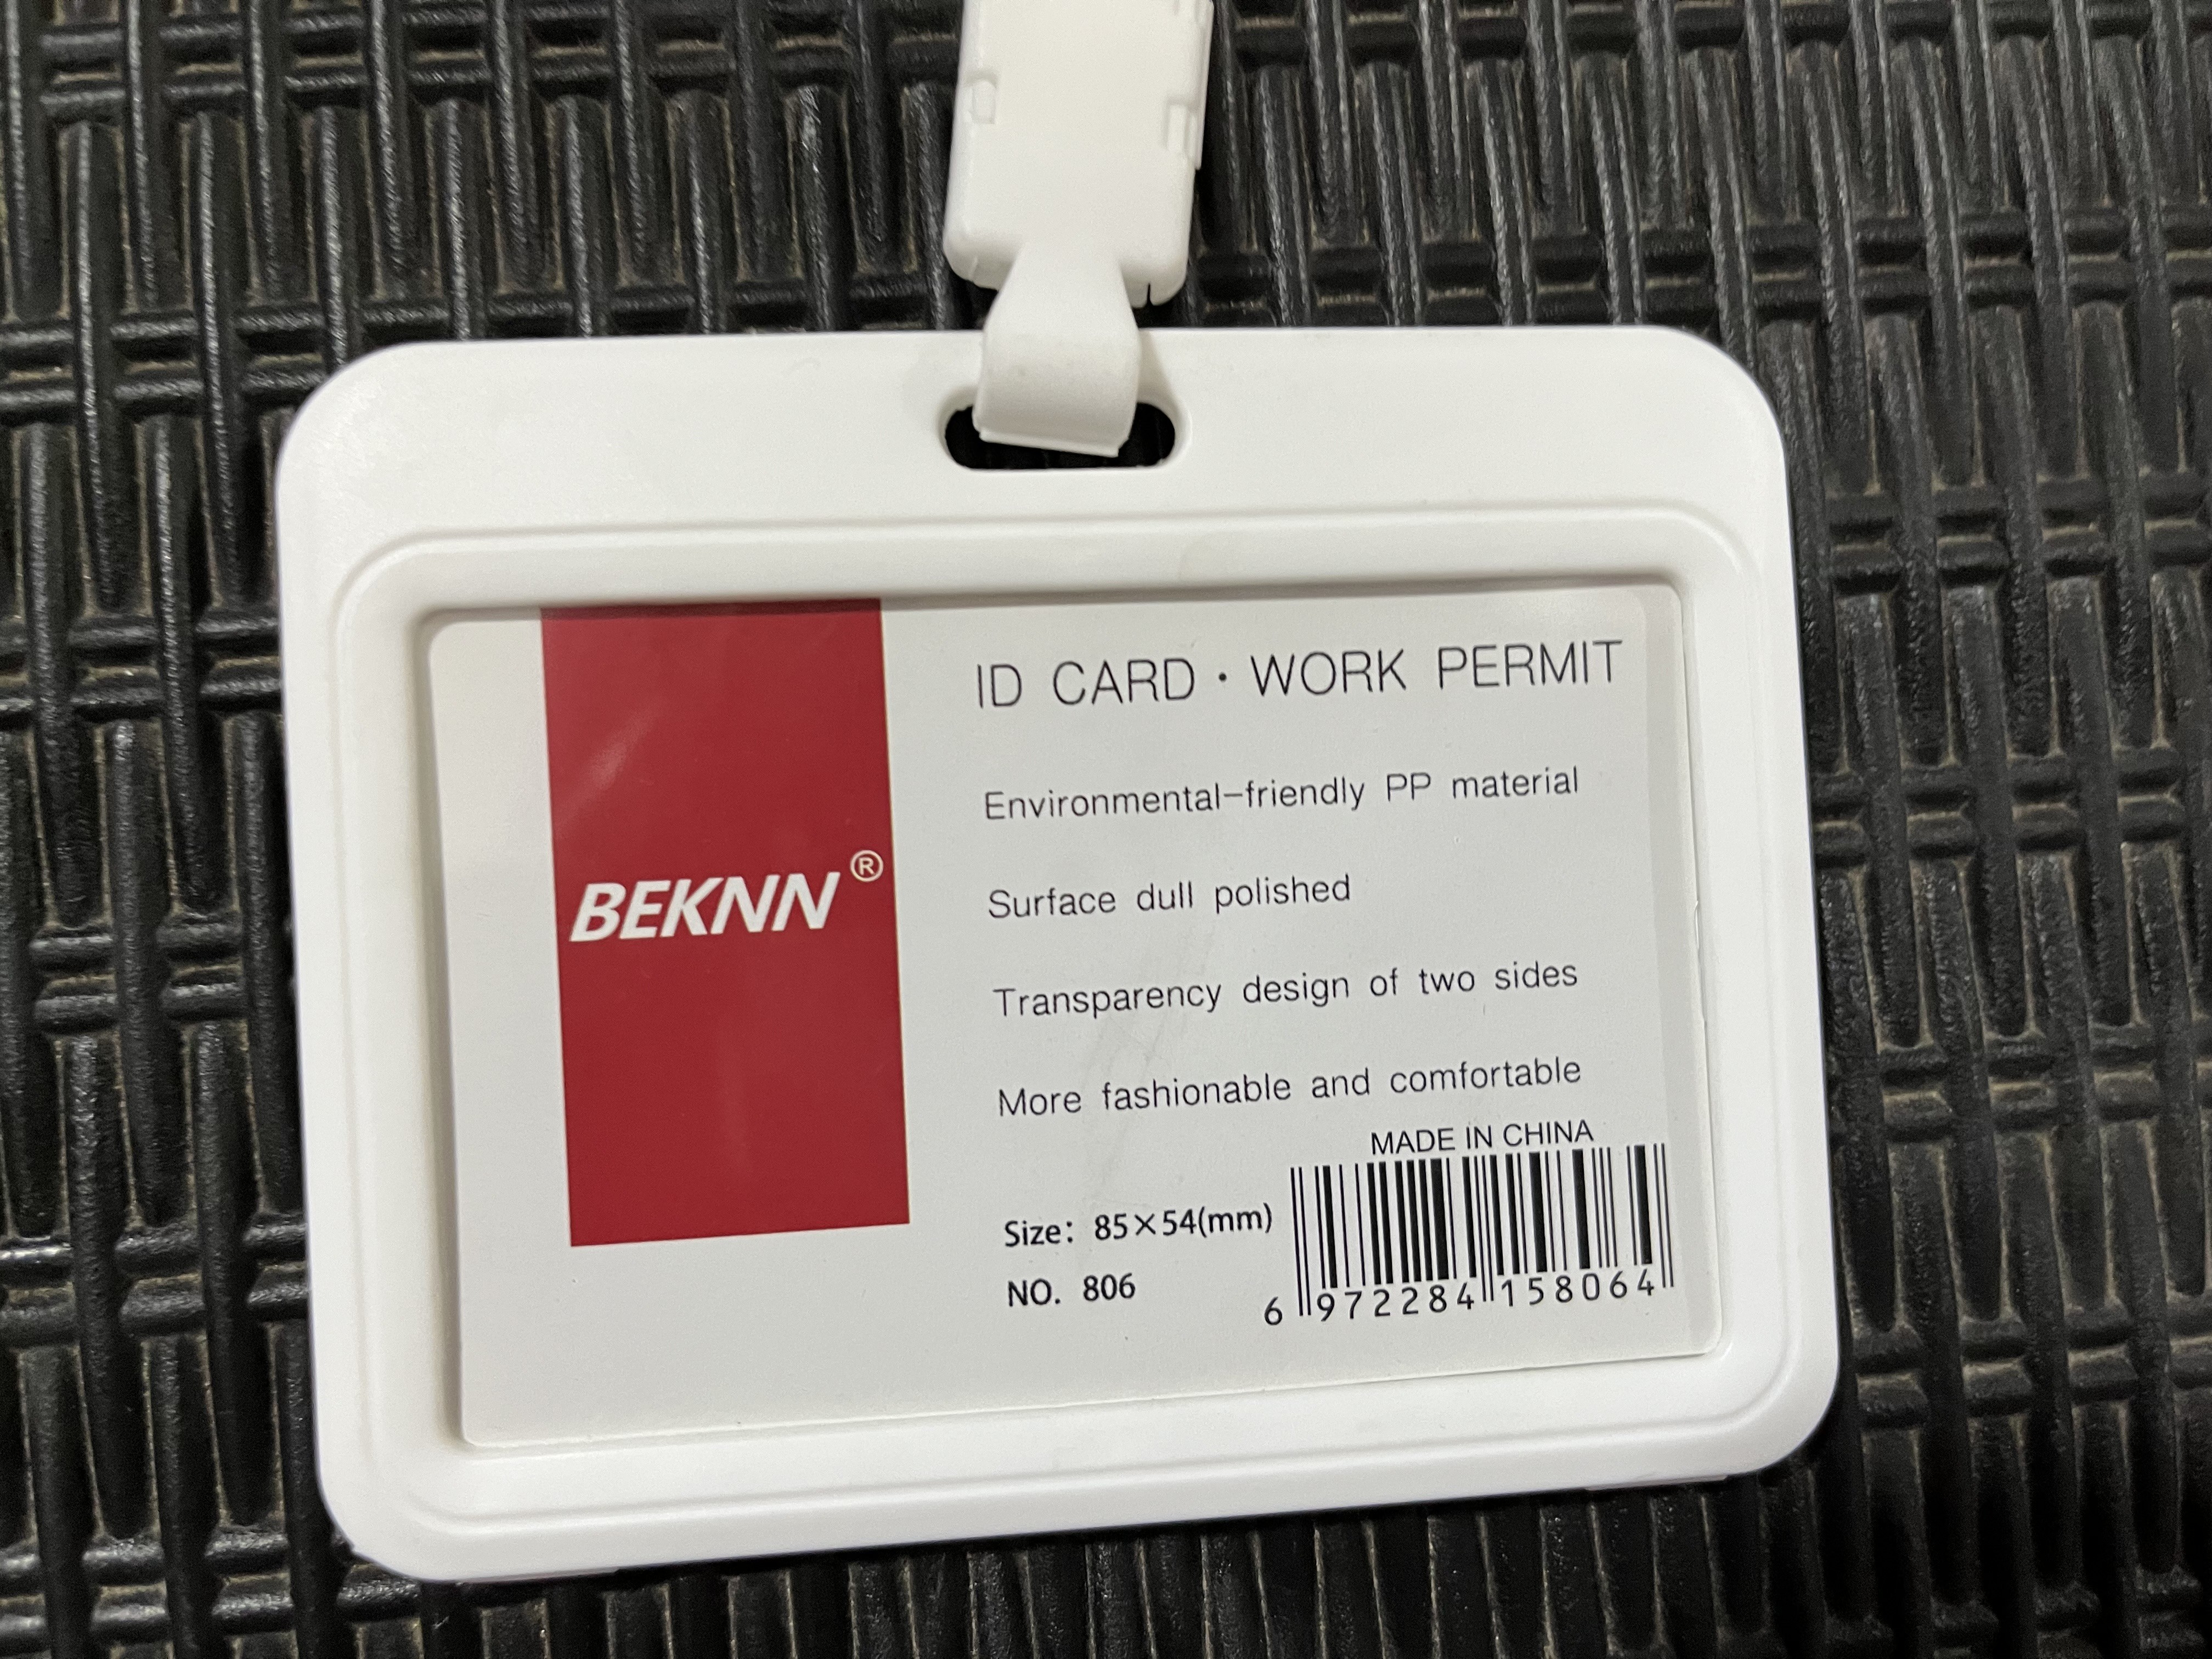 ID CARD · WORK PERMIT
Environmental-friendly PP material
BEKNN®
Surface dull polished
Transparency design of two sides
More fashionable and comfortable
MADE IN CHINA
Size: 85×54(mm)
NO. 806
6 972284 158064